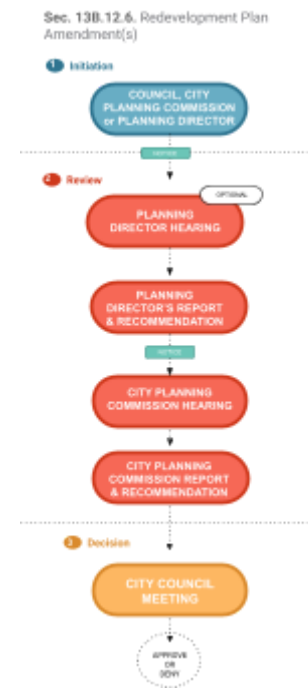 Sec. 13B.12.6. Redevelopment Plan
Amendment(s)
1 Initiation
COUNCIL, CITY
PLANNING COMMISSION
or PLANNING DIRECTOR
NOTICE
2 Review
OPTIONAL
PLANNING
DIRECTOR HEARING
PLANNING
DIRECTOR'S REPORT
& RECOMMENDATION
NOTICE
CITY PLANNING
COMMISSION HEARING
CITY PLANNING
COMMISSION REPORT
& RECOMMENDATION
3 Decision
CITY COUNCIL
MEETING
APPROVE
OR
DENY